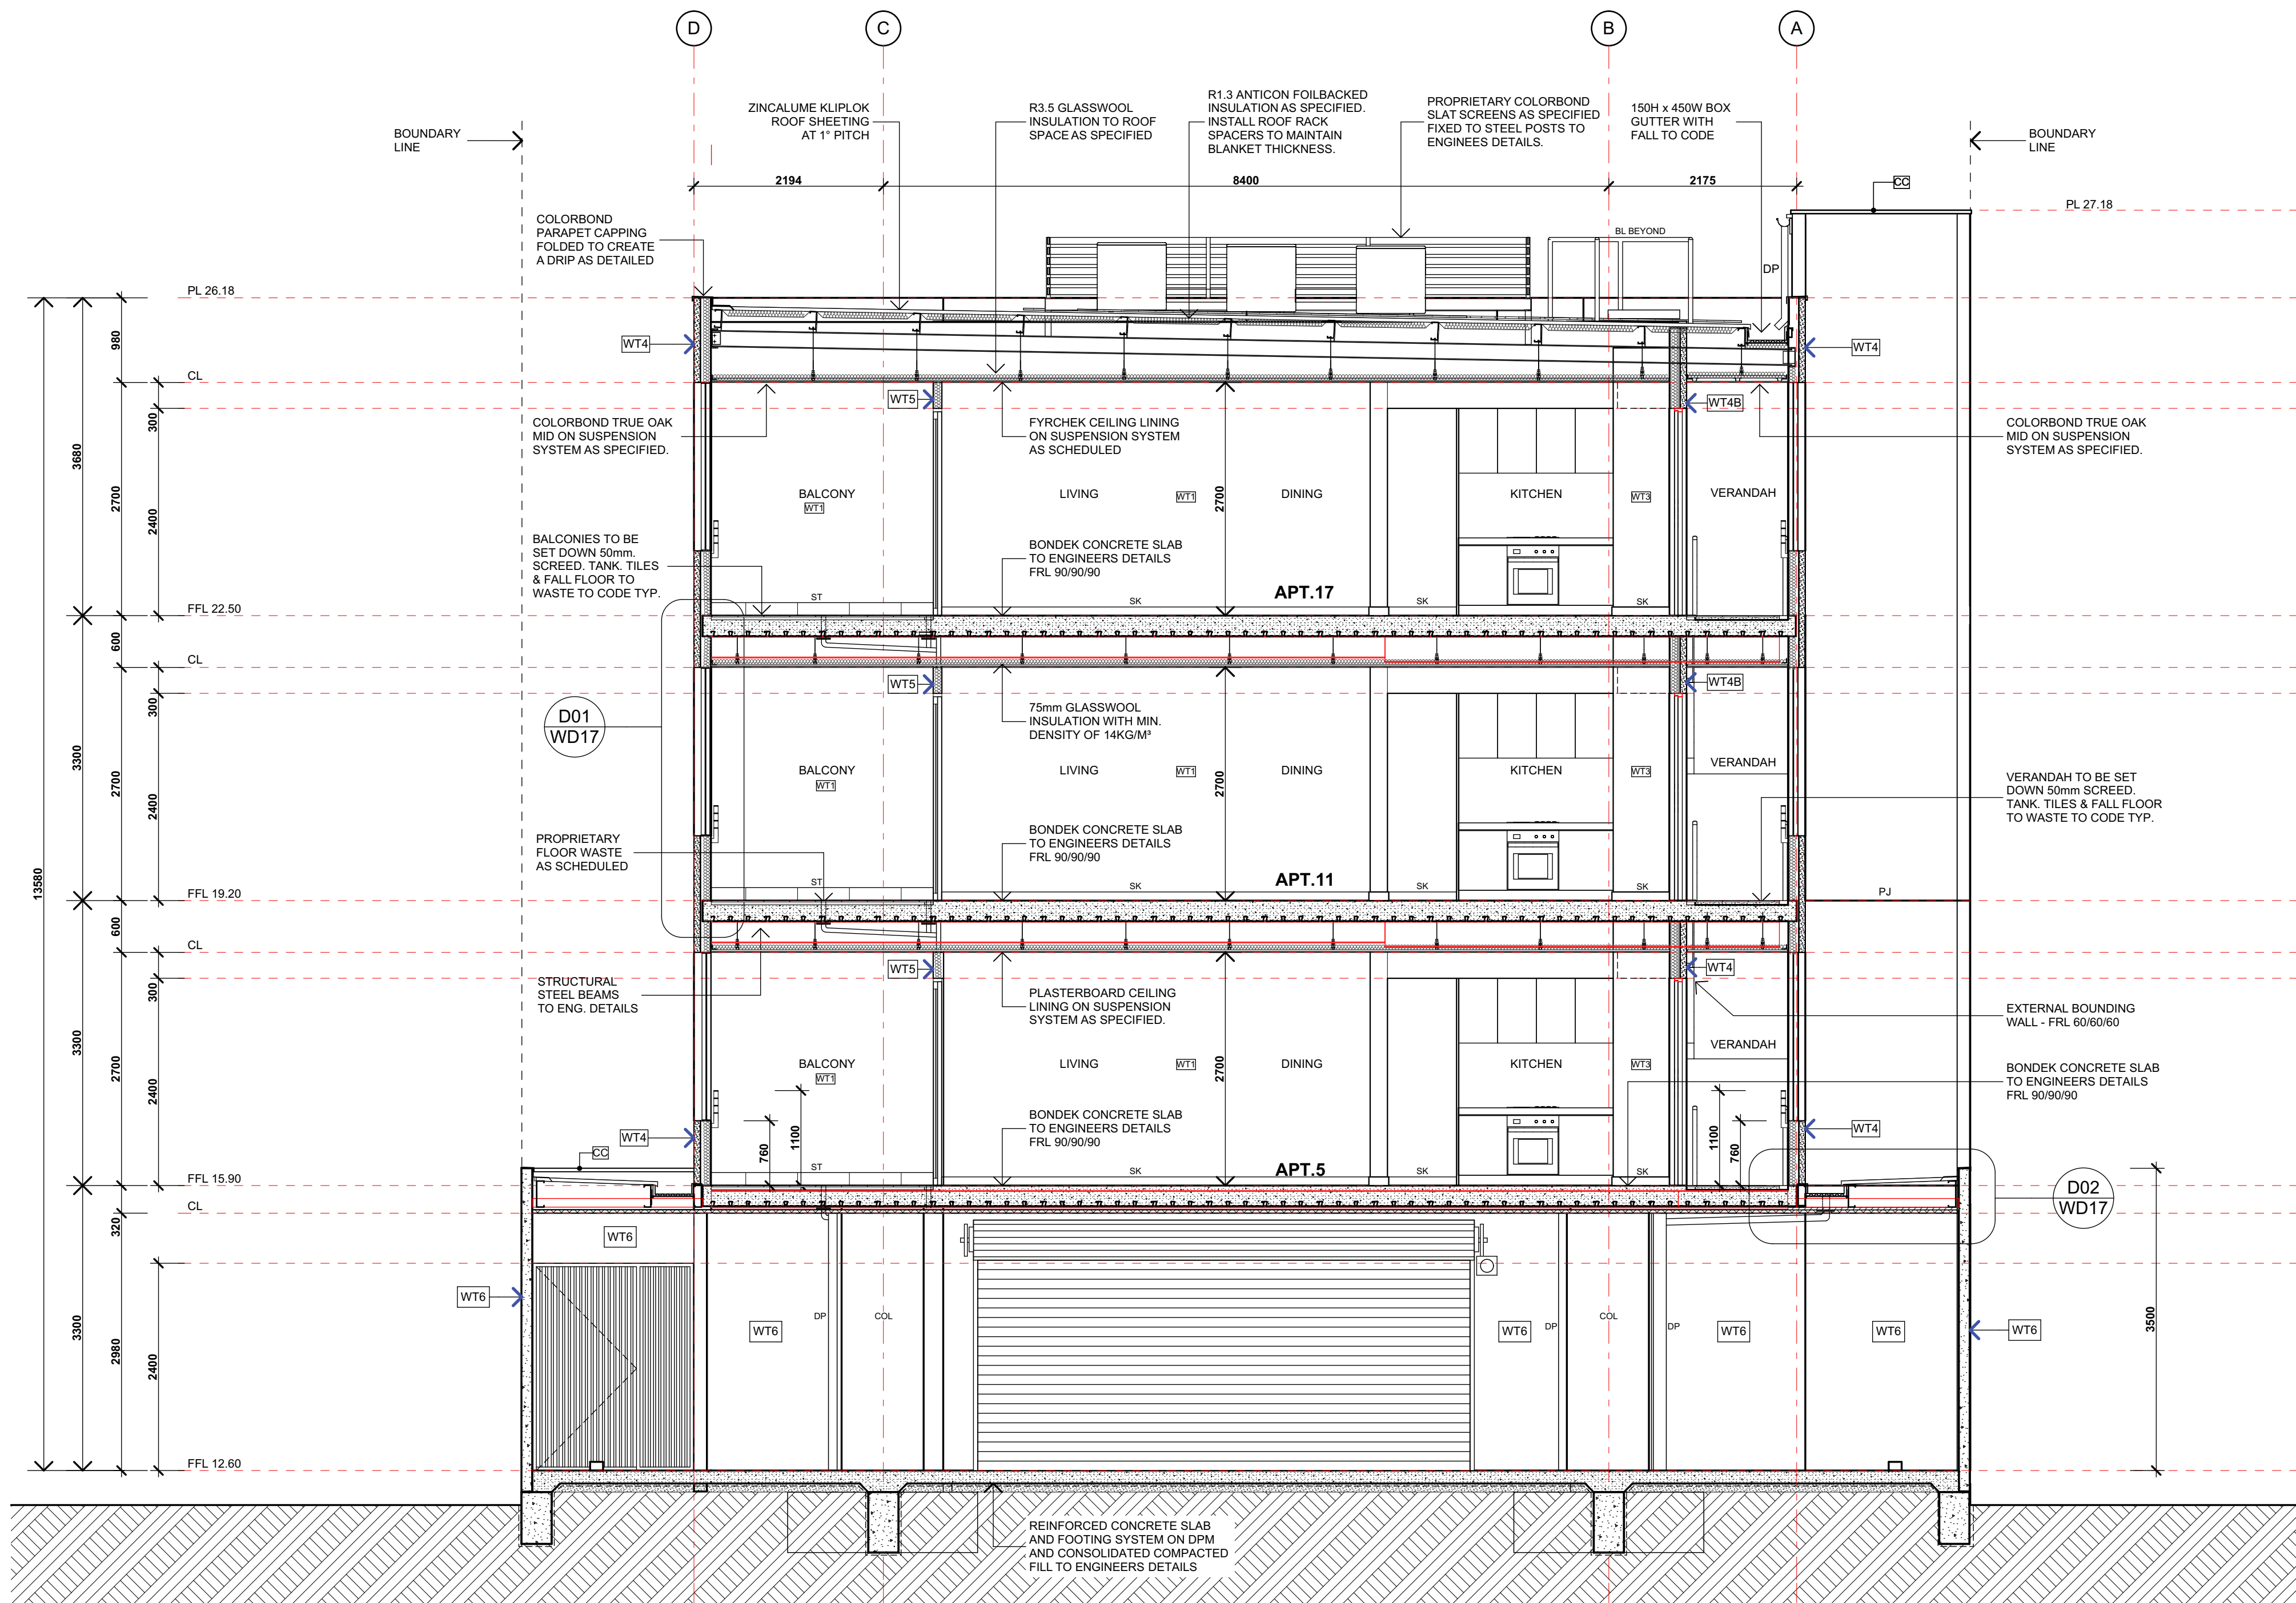 D
C
B
A
ZINCALUME KLIPLOK
ROOF SHEETING
AT 1° PITCH
R3.5 GLASSWOOL
INSULATION TO ROOF
SPACE AS SPECIFIED
R1.3 ANTICON FOILBACKED
INSULATION AS SPECIFIED.
INSTALL ROOF RACK
SPACERS TO MAINTAIN
BLANKET THICKNESS.
PROPRIETARY COLORBOND
SLAT SCREENS AS SPECIFIED
FIXED TO STEEL POSTS TO
ENGINEES DETAILS.
150H x 450W BOX
GUTTER WITH
FALL TO CODE
BOUNDARY
LINE
BOUNDARY
LINE
2194
8400
2175
CC
PL 27.18
COLORBOND
PARAPET CAPPING
FOLDED TO CREATE
A DRIP AS DETAILED
BL BEYOND
DP
PL 26.18
980
WT4
WT4
CL
300
WT5
WT4B
COLORBOND TRUE OAK
MID ON SUSPENSION
SYSTEM AS SPECIFIED.
FYRCHEK CEILING LINING
ON SUSPENSION SYSTEM
AS SCHEDULED
COLORBOND TRUE OAK
MID ON SUSPENSION
SYSTEM AS SPECIFIED.
3680
2700
2400
BALCONY
WT1
LIVING
WT1
2700
DINING
KITCHEN
WT3
VERANDAH
BALCONIES TO BE
SET DOWN 50mm.
SCREED. TANK. TILES
& FALL FLOOR TO
WASTE TO CODE TYP.
BONDEK CONCRETE SLAB
TO ENGINEERS DETAILS
FRL 90/90/90
APT.17
ST
SK
SK
SK
FFL 22.50
600
CL
300
WT5
WT4B
D01
WD17
75mm GLASSWOOL
INSULATION WITH MIN.
DENSITY OF 14KG/M³
3300
2700
2400
BALCONY
WT1
LIVING
WT1
2700
DINING
KITCHEN
WT3
VERANDAH
VERANDAH TO BE SET
DOWN 50mm SCREED.
TANK. TILES & FALL FLOOR
TO WASTE TO CODE TYP.
PROPRIETARY
FLOOR WASTE
AS SCHEDULED
BONDEK CONCRETE SLAB
TO ENGINEERS DETAILS
FRL 90/90/90
13580
APT.11
ST
SK
SK
SK
PJ
FFL 19.20
600
CL
300
WT5
WT4
STRUCTURAL
STEEL BEAMS
TO ENG. DETAILS
PLASTERBOARD CEILING
LINING ON SUSPENSION
SYSTEM AS SPECIFIED.
EXTERNAL BOUNDING
WALL - FRL 60/60/60
3300
2700
2400
BALCONY
WT1
LIVING
WT1
2700
DINING
KITCHEN
WT3
VERANDAH
BONDEK CONCRETE SLAB
TO ENGINEERS DETAILS
FRL 90/90/90
BONDEK CONCRETE SLAB
TO ENGINEERS DETAILS
FRL 90/90/90
WT4
760
1100
1100
760
WT4
CC
APT.5
ST
SK
SK
SK
FFL 15.90
CL
320
D02
WD17
WT6
WT6
3300
2980
2400
WT6
DP
COL
WT6
DP
COL
DP
WT6
WT6
WT6
3500
FFL 12.60
REINFORCED CONCRETE SLAB
AND FOOTING SYSTEM ON DPM
AND CONSOLIDATED COMPACTED
FILL TO ENGINEERS DETAILS